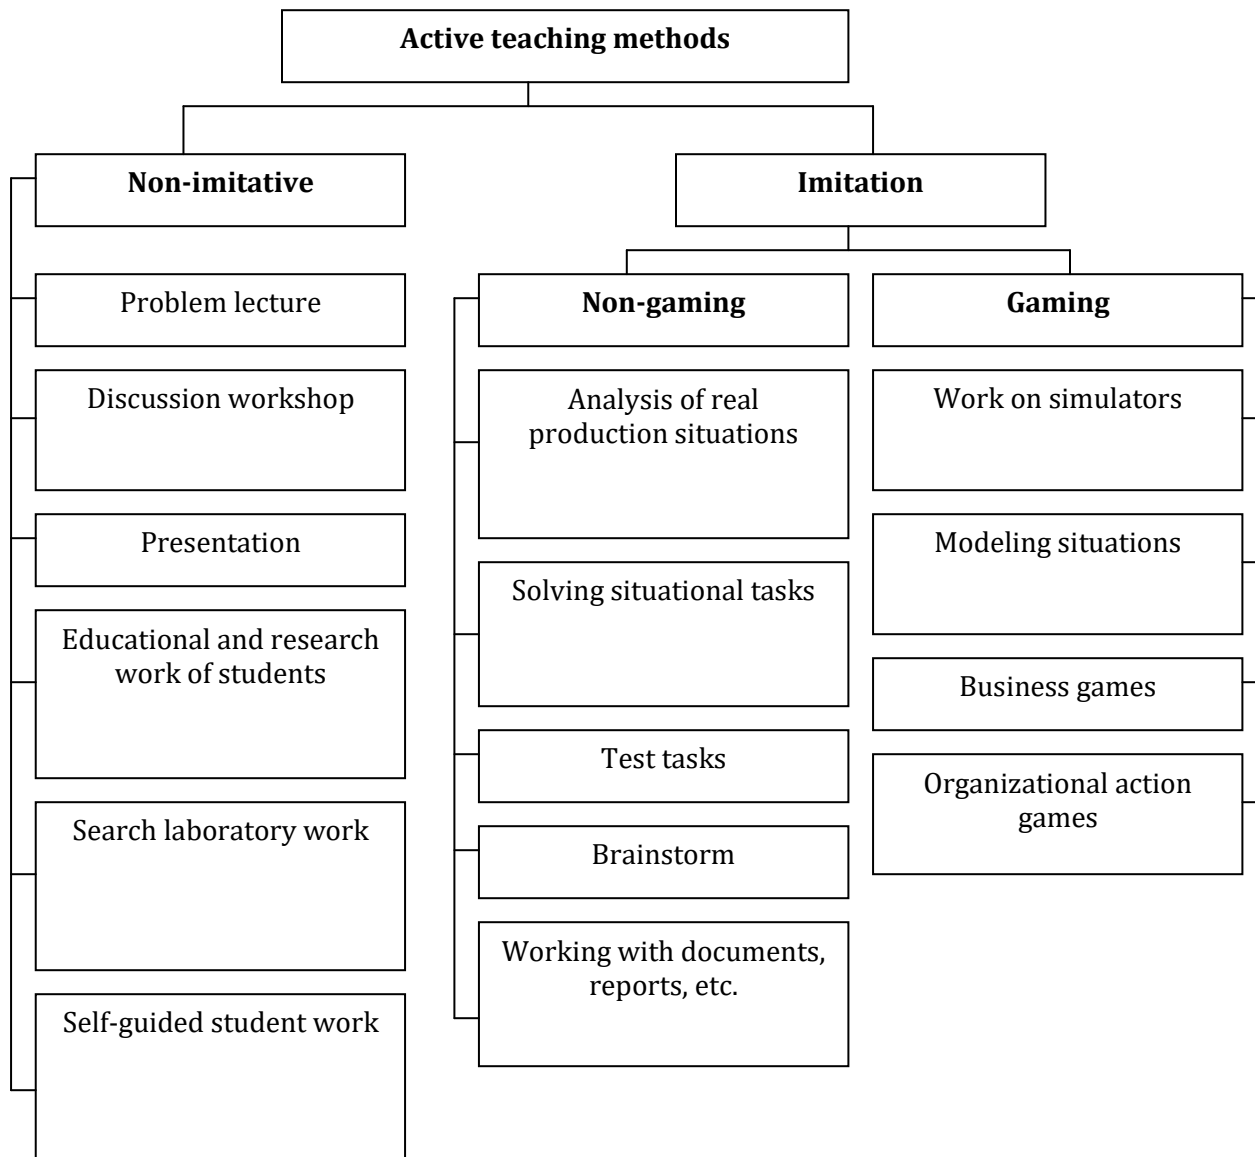 Active teaching methods
Non-imitative
Imitation
Problem lecture
Discussion workshop
Presentation
Educational and research
work of students
Search laboratory work
Self-guided student work
Non-gaming
Analysis of real
production situations
Solving situational tasks
Test tasks
Brainstorm
Working with documents,
reports, etc.
Gaming
Work on simulators
Modeling situations
Business games
Organizational action
games